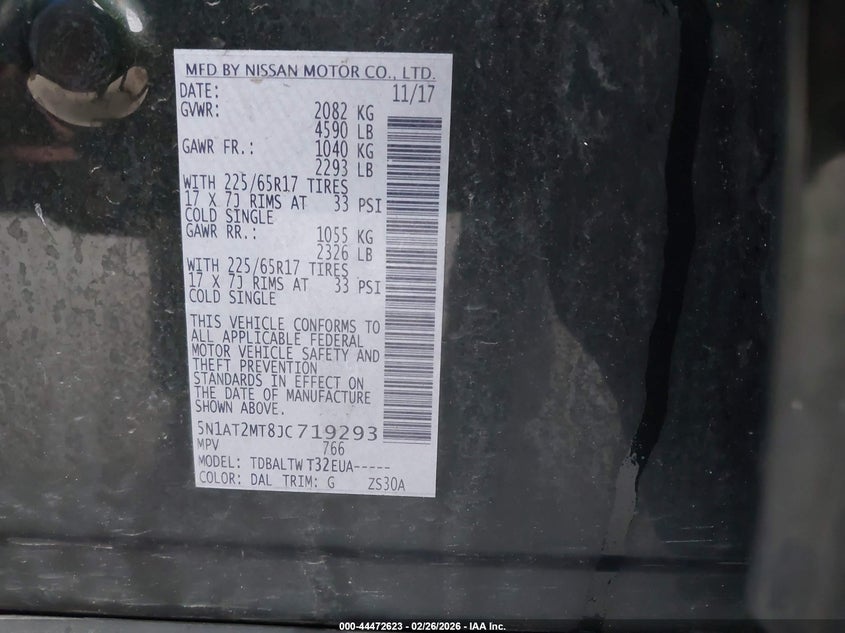 MFD BY NISSAN MOTOR CO., LTD.
DATE: 11/17
GVWR: 2082 KG
4590 LB
GAWR FR.: 1040 KG
2293 LB
WITH 225/65R17 TIRES
17 X 7J RIMS AT 33 PSI
COLD SINGLE
GAWR RR.: 1055 KG
2326 LB
WITH 225/65R17 TIRES
17 X 7J RIMS AT 33 PSI
COLD SINGLE
THIS VEHICLE CONFORMS TO
ALL APPLICABLE FEDERAL
MOTOR VEHICLE SAFETY AND
THEFT PREVENTION
STANDARDS IN EFFECT ON
THE DATE OF MANUFACTURE
SHOWN ABOVE.
5N1AT2MT8JC719293
MPV 766
MODEL: TDBALTW T32EUA-----
COLOR: DAL TRIM: G ZS30A
000-44472623 - 02/26/2026 - IAA Inc.